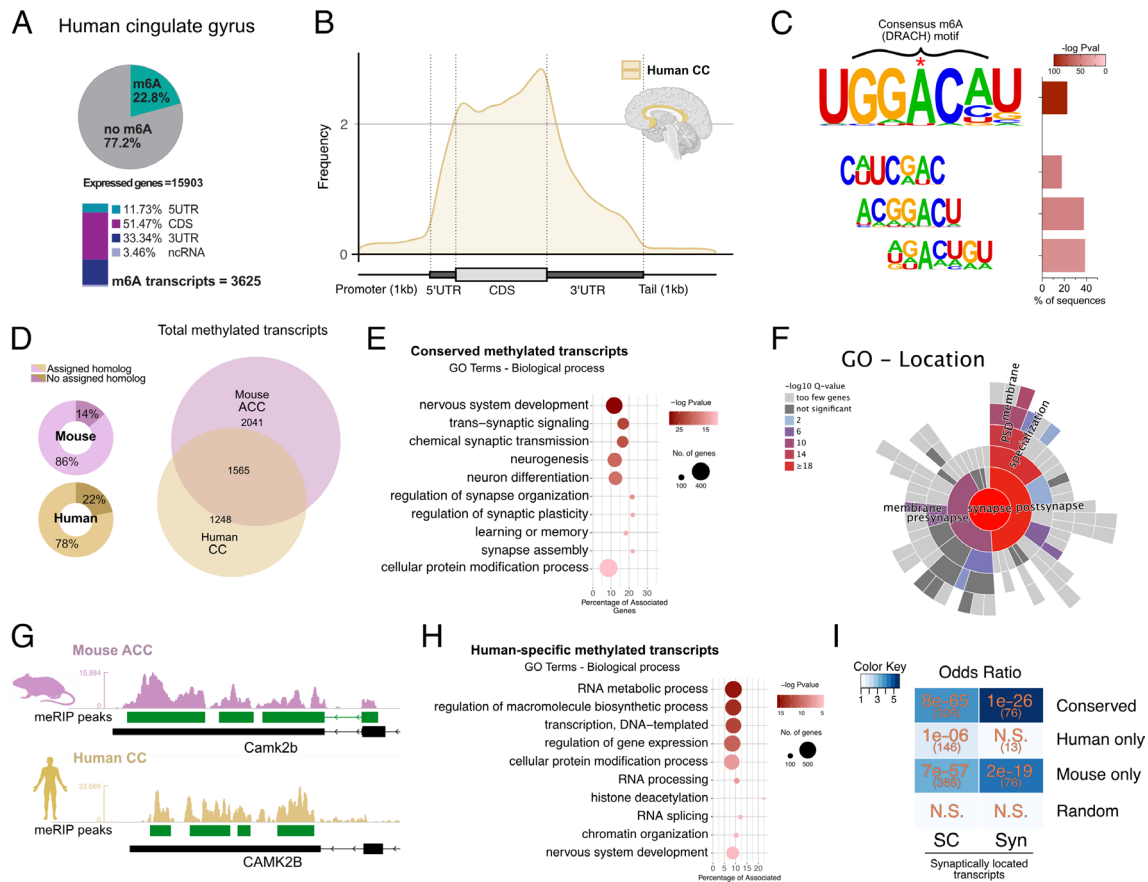 A
Human cingulate gyrus
m6A
22.8%
no m6A
77.2%
Expressed genes =15903
11.73% 5UTR
51.47% CDS
33.34% 3UTR
3.46% ncRNA
m6A transcripts = 3625
B
Human CC
Frequency
2
0
Promoter (1kb) 5'UTR CDS 3'UTR Tail (1kb)
C
Consensus m6A
(DRACH) motif
*
UGGACAU
-log Pval
100 0
0 40
% of sequences
D
Total methylated transcripts
Assigned homolog
No assigned homolog
14%
Mouse
86%
22%
Human
78%
Mouse
ACC
2041
1565
1248
Human
CC
E
Conserved methylated transcripts
GO Terms - Biological process
nervous system development
trans−synaptic signaling
chemical synaptic transmission
neurogenesis
neuron differentiation
regulation of synapse organization
regulation of synaptic plasticity
learning or memory
synapse assembly
cellular protein modification process
0 10 20 30
Percentage of Associated
Genes
−log Pvalue
25 15
No. of genes
100 400
F
GO – Location
-log10 Q-value
too few genes
not significant
2
6
10
14
≥18
membrane
PSD
specialization
membrane
presynapse
synapse
postsynapse
G
Mouse ACC
15,884
0
meRIP peaks
Camk2b
Human CC
0
meRIP peaks
CAMK2B
H
Human-specific methylated transcripts
GO Terms - Biological process
RNA metabolic process
regulation of macromolecule biosynthetic process
transcription, DNA−templated
regulation of gene expression
cellular protein modification process
RNA processing
histone deacetylation
RNA splicing
chromatin organization
nervous system development
0 5 10 15 20
Percentage of Associated
−log Pvalue
15 10 5
No. of genes
100 500
I
Color Key
1 3 5
Odds Ratio
8e-65
1e-26
(76)
Conserved
1e-06
(146)
N.S.
(13)
Human only
7e-57
(368)
2e-19
(76)
Mouse only
N.S.
N.S.
Random
SC Syn
Synaptically located
transcripts